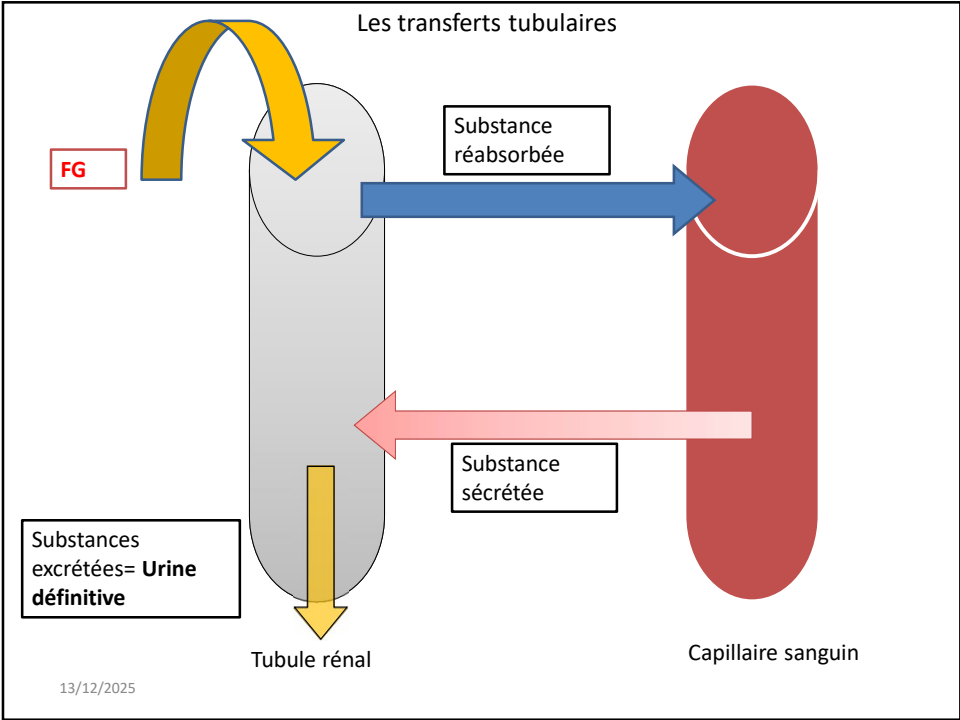 Les transferts tubulaires
FG
Substance
réabsorbée
Substance
sécrétée
Substances
excrétées= Urine
définitive
Tubule rénal
Capillaire sanguin
13/12/2025